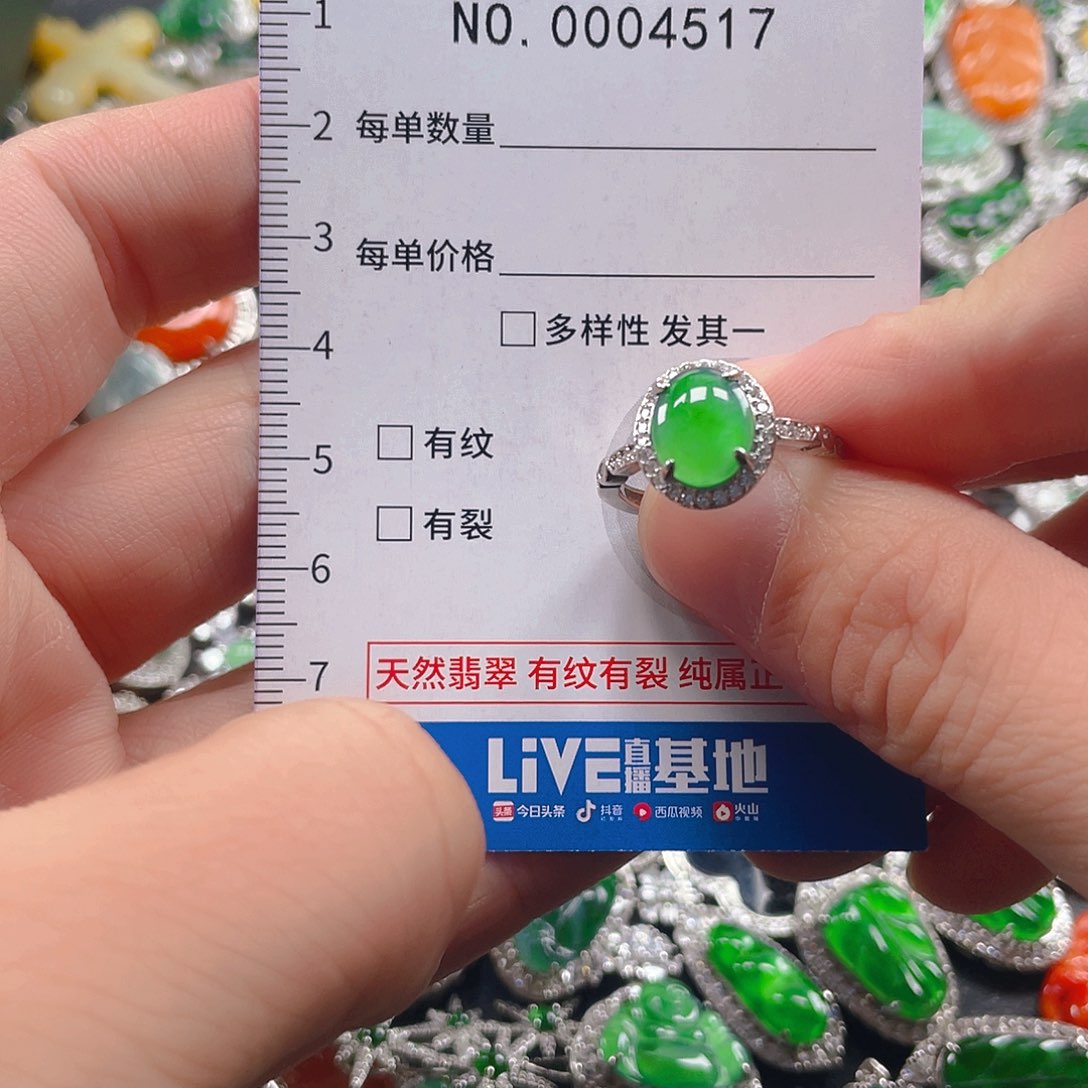 1
NO. 0004517
2
每单数量
3
每单价格
4
多样性 发其一
5
有纹
有裂
6
7
天然翡翠 有纹有裂 纯属正
LiVE直播基地
头条 今日头条 抖音 西瓜视频 火山